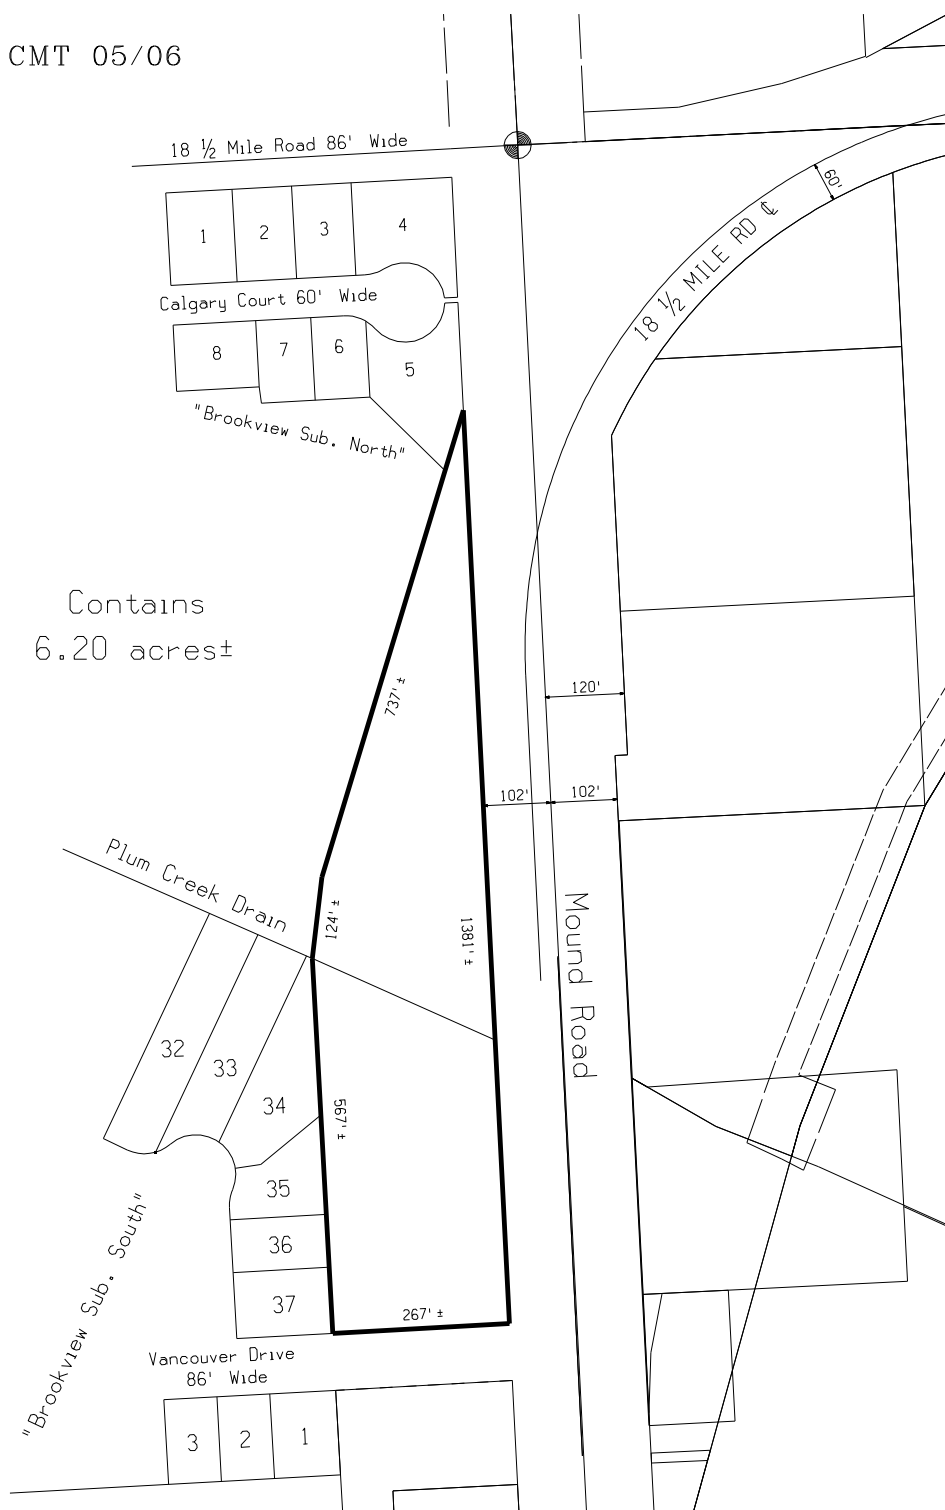 CMT 05/06
18 ½ Mile Road 86' Wide
1
2
3
4
60'
18 ½ MILE RD ℄
Calgary Court 60' Wide
8
7
6
5
"Brookview Sub. North"
Contains
6.20 acres±
737' ±
120'
102'
102'
Plum Creek Drain
124' ±
1381' ±
Mound Road
32
33
34
567' ±
35
36
37
"Brookview Sub. South"
267' ±
Vancouver Drive
86' Wide
3
2
1